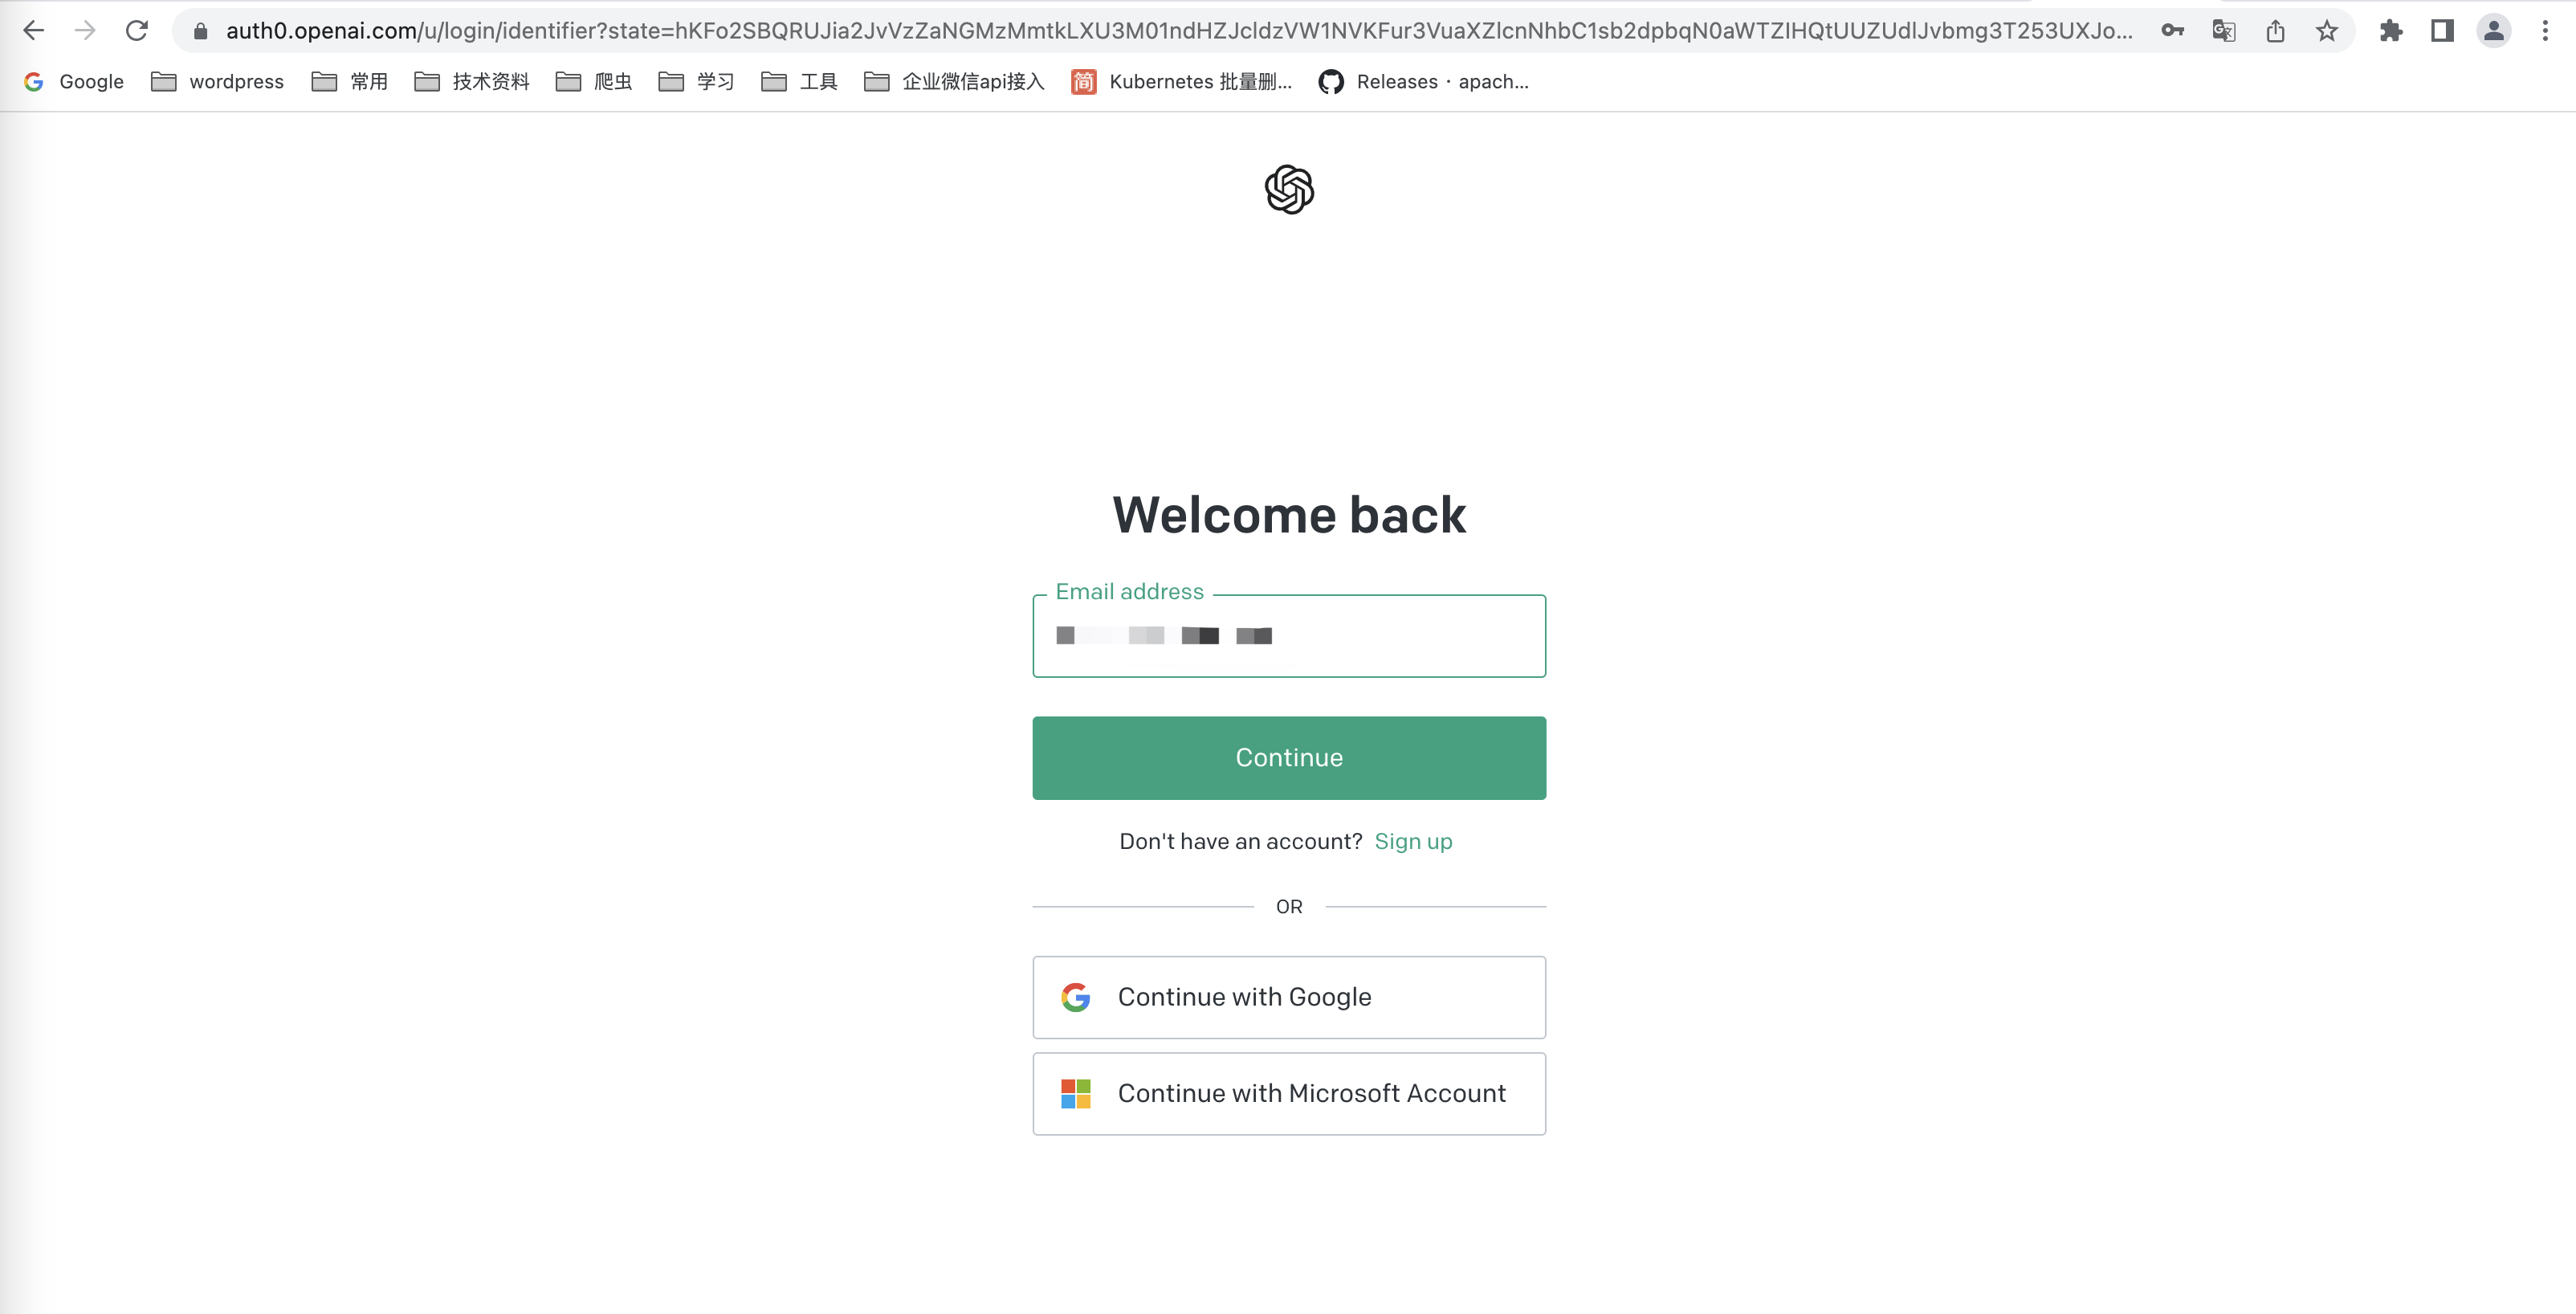 auth0.openai.com/u/login/identifier?state=hKFo2SBQRUJia2JvVzZaNGMzMmtkLXU3M01ndHZJcldzVW1NVKFur3VuaXZlcnNhbC1sb2dpbqN0aWTZIHQtUUZUdlJvbmg3T253UXJo...
Google wordpress 常用 技术资料 爬虫 学习 工具 企业微信api接入 简 Kubernetes 批量删... Releases · apach...
Welcome back
Email address
Continue
Don't have an account? Sign up
OR
Continue with Google
Continue with Microsoft Account